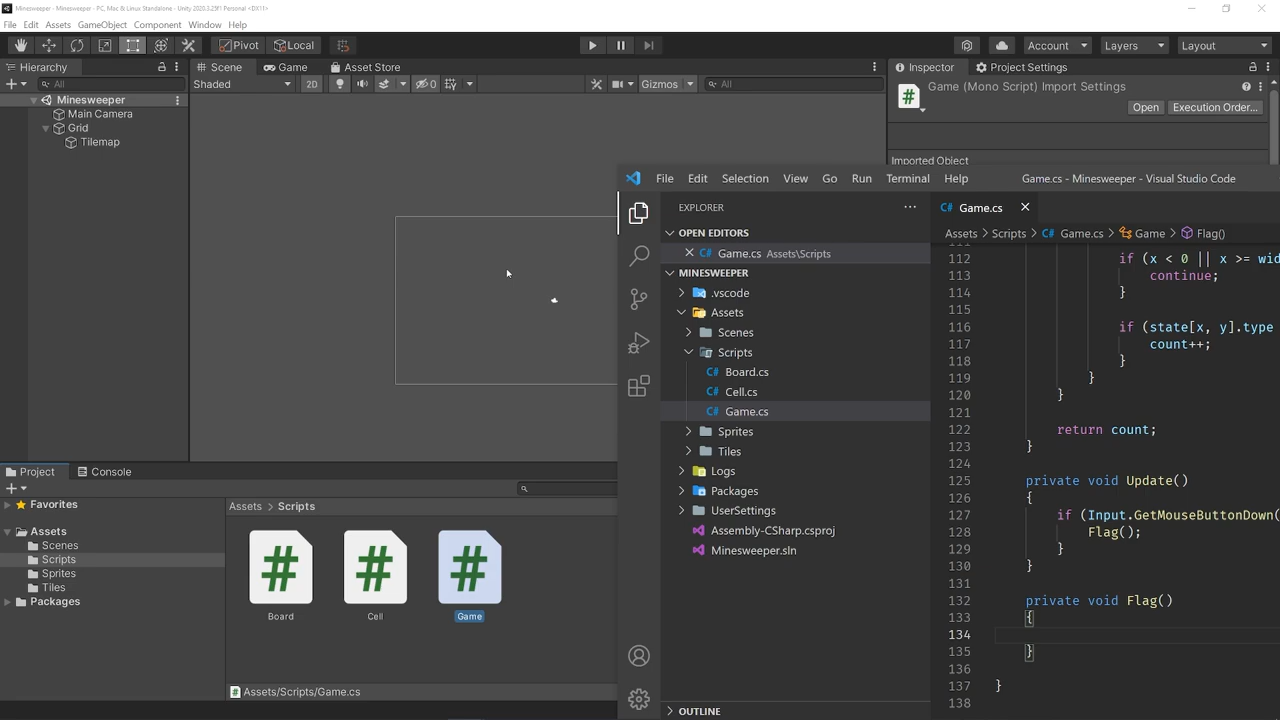 Minesweeper - Minesweeper - PC, Mac & Linux Standalone - Unity 2020.3.25f1 Personal <DX11>
File Edit Assets GameObject Component Window Help
Pivot Local Account Layers Layout
Hierarchy Scene Game Asset Store Inspector Project Settings
All Shaded 2D 0 Gizmos All Game (Mono Script) Import Settings
Open Execution Order...
Minesweeper
Main Camera
Grid
Tilemap
Imported Object
File Edit Selection View Go Run Terminal Help Game.cs - Minesweeper - Visual Studio Code
EXPLORER
OPEN EDITORS
Game.cs Assets\Scripts
MINESWEEPER
.vscode
Assets
Scenes
Scripts
Board.cs
Cell.cs
Game.cs
Sprites
Tiles
Logs
Packages
UserSettings
Assembly-CSharp.csproj
Minesweeper.sln
OUTLINE
Game.cs
Assets > Scripts > Game.cs > Game > Flag()
112 if (x < 0 || x >= wid
113 continue;
114 }
115
116 if (state[x, y].type
117 count++;
118 }
119 }
120 }
121
122 return count;
123 }
124
125 private void Update()
126 {
127 if (Input.GetMouseButtonDown(
128 Flag();
129 }
130 }
131
132 private void Flag()
133 {
134
135 }
136
137 }
138
Project Console
Favorites
Assets
Scenes
Scripts
Sprites
Tiles
Packages
Assets > Scripts
Board Cell Game
Assets/Scripts/Game.cs